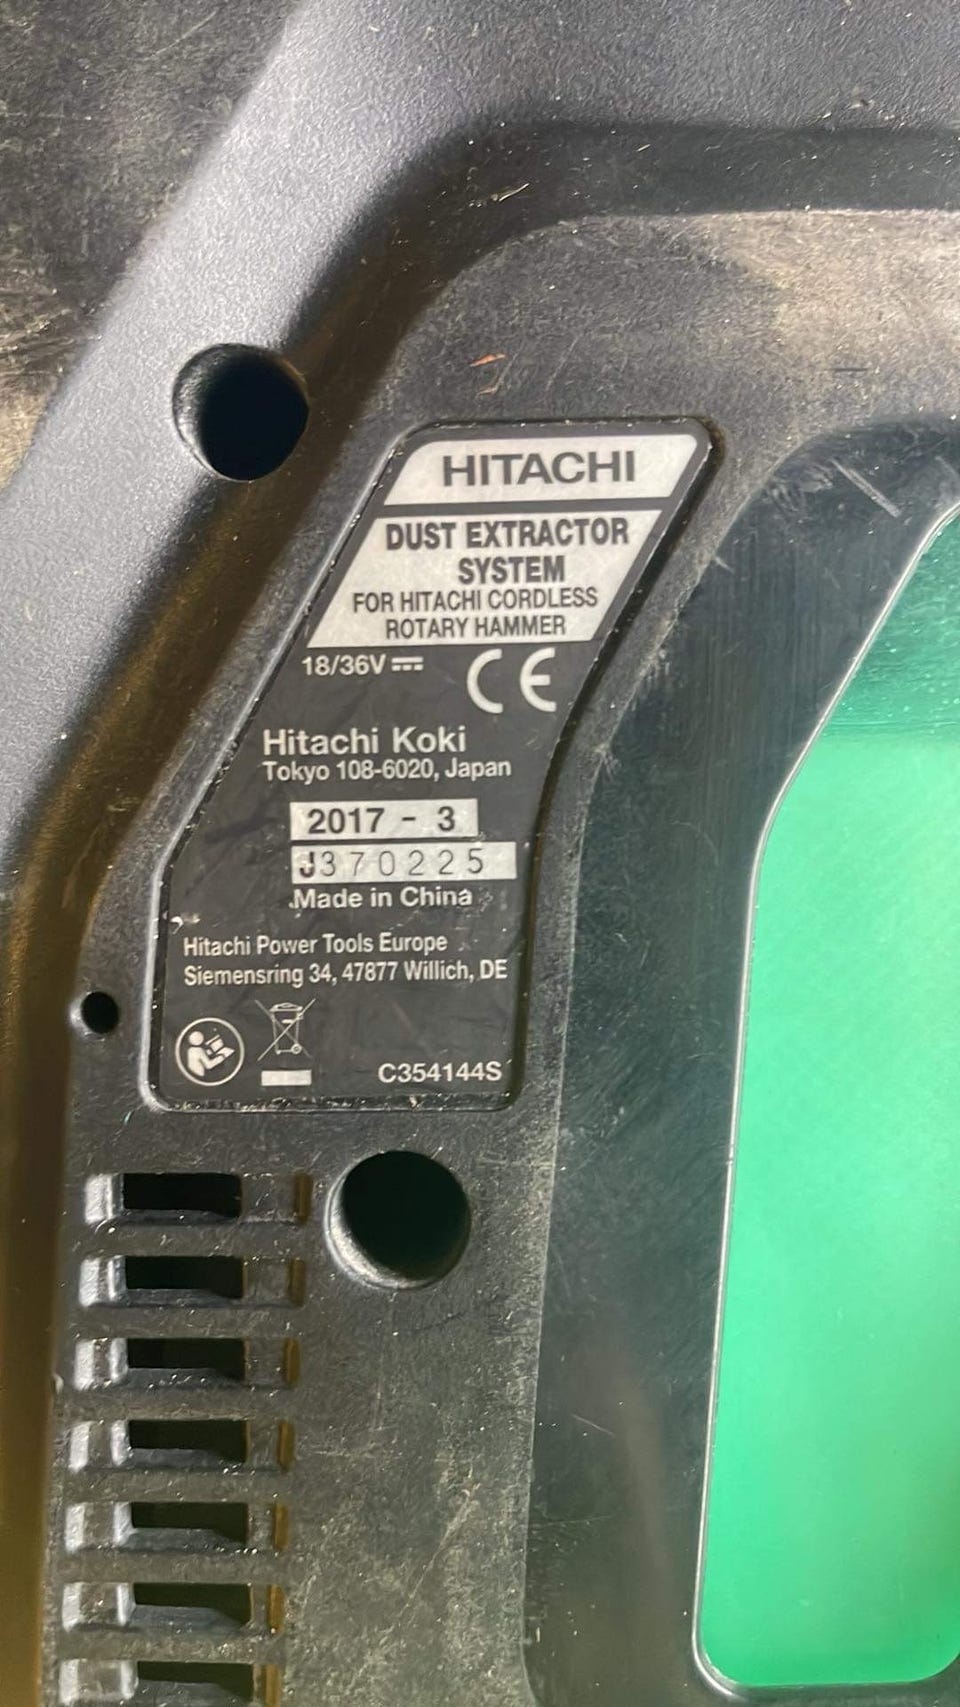 HITACHI
DUST EXTRACTOR
SYSTEM
FOR HITACHI CORDLESS
ROTARY HAMMER
18/36V
CE
Hitachi Koki
Tokyo 108-6020, Japan
2017 - 3
J370225
Made in China
Hitachi Power Tools Europe
Siemensring 34, 47877 Willich, DE
C354144S